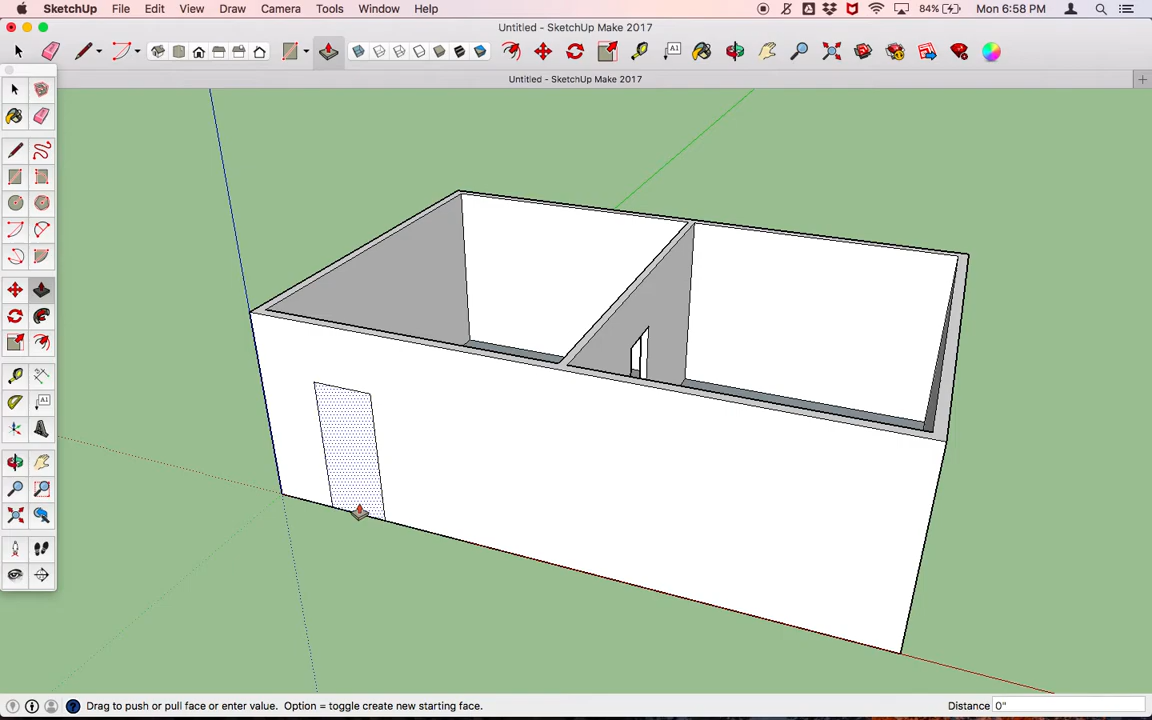 SketchUp File Edit View Draw Camera Tools Window Help 84% Mon 6:58 PM
Untitled - SketchUp Make 2017
A1
Untitled - SketchUp Make 2017
A1
Drag to push or pull face or enter value. Option = toggle create new starting face. Distance 0"